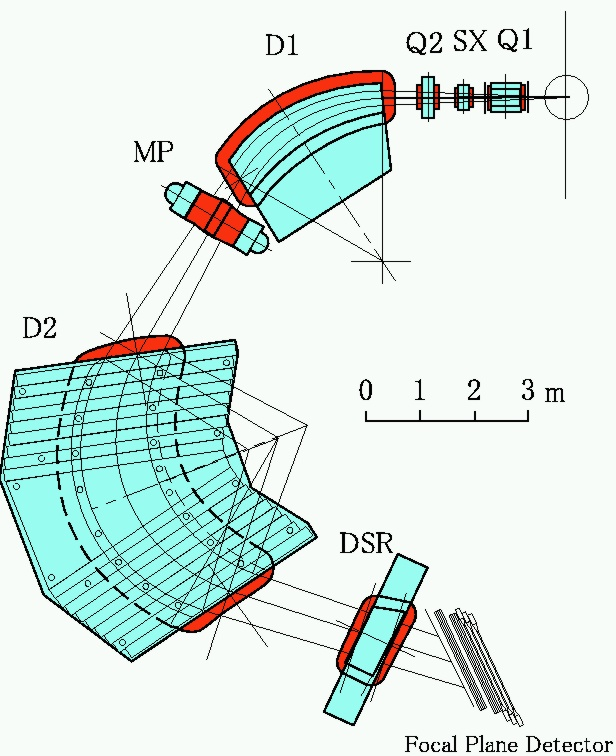 D1
Q2 SX Q1
MP
D2
0 1 2 3 m
DSR
Focal Plane Detector